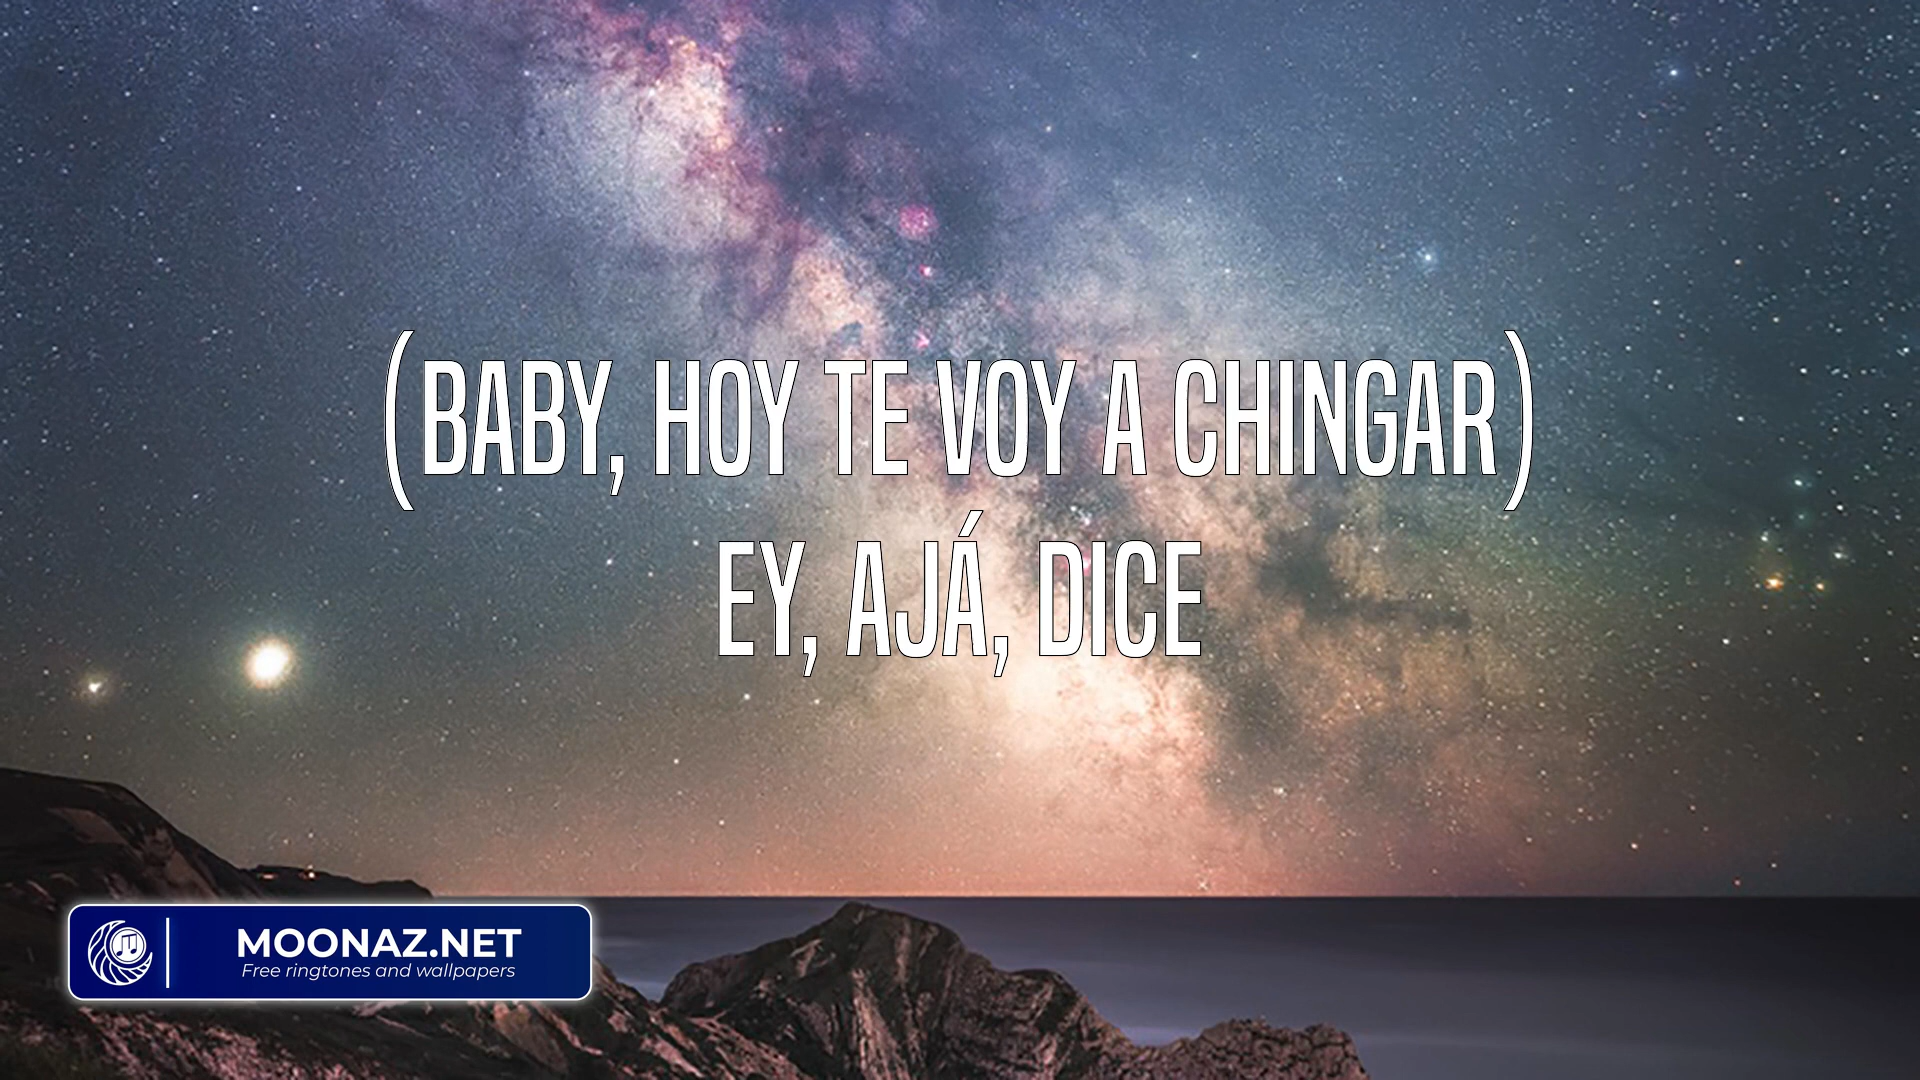 (BABY, HOY TE VOY A CHINGAR)
EY, AJÁ, DICE
MOONAZ.NET
Free ringtones and wallpapers